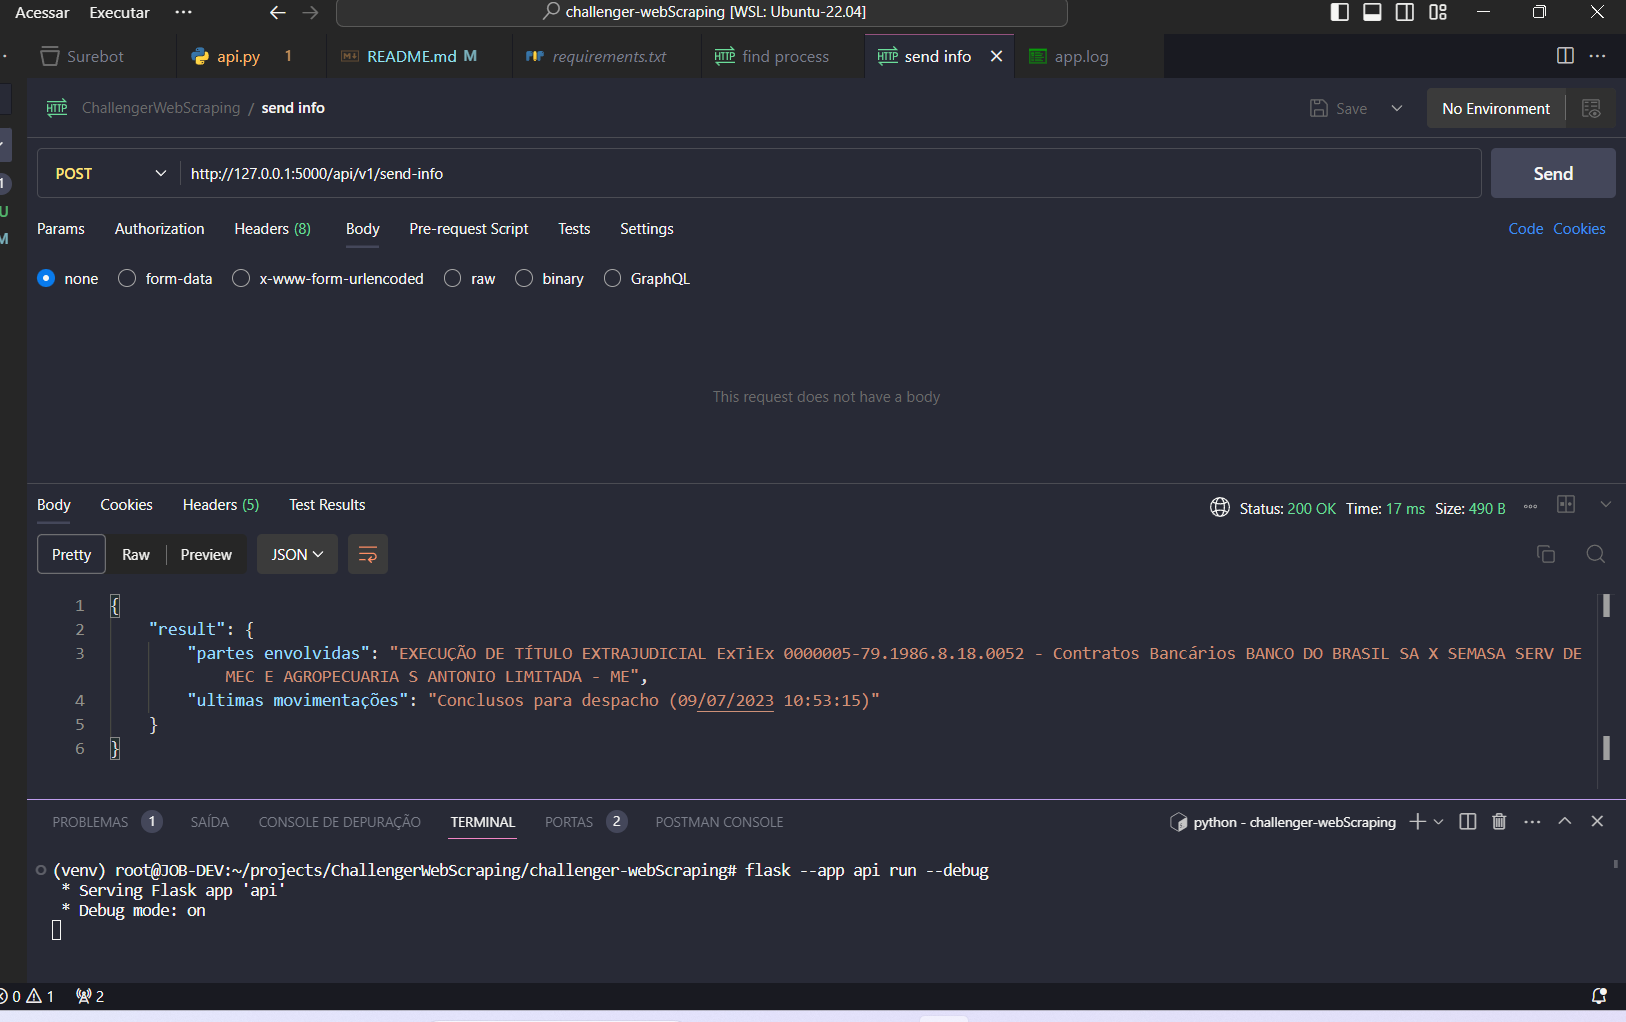 Acessar Executar ··· challenger-webScraping [WSL: Ubuntu-22.04]
Surebot api.py 1 README.md M requirements.txt HTTP find process HTTP send info app.log
HTTP ChallengerWebScraping / send info Save No Environment
1
U
M
POST http://127.0.0.1:5000/api/v1/send-info Send
Params Authorization Headers (8) Body Pre-request Script Tests Settings Code Cookies
none form-data x-www-form-urlencoded raw binary GraphQL
This request does not have a body
Body Cookies Headers (5) Test Results Status: 200 OK Time: 17 ms Size: 490 B
Pretty Raw Preview JSON
1 {
2 "result": {
3 "partes envolvidas": "EXECUÇÃO DE TÍTULO EXTRAJUDICIAL ExTiEx 0000005-79.1986.8.18.0052 - Contratos Bancários BANCO DO BRASIL SA X SEMASA SERV DE
MEC E AGROPECUARIA S ANTONIO LIMITADA - ME",
4 "ultimas movimentações": "Conclusos para despacho (09/07/2023 10:53:15)"
5 }
6 }
PROBLEMAS 1 SAÍDA CONSOLE DE DEPURAÇÃO TERMINAL PORTAS 2 POSTMAN CONSOLE python - challenger-webScraping
(venv) root@JOB-DEV:~/projects/ChallengerWebScraping/challenger-webScraping# flask --app api run --debug
* Serving Flask app 'api'
* Debug mode: on
0 1 2